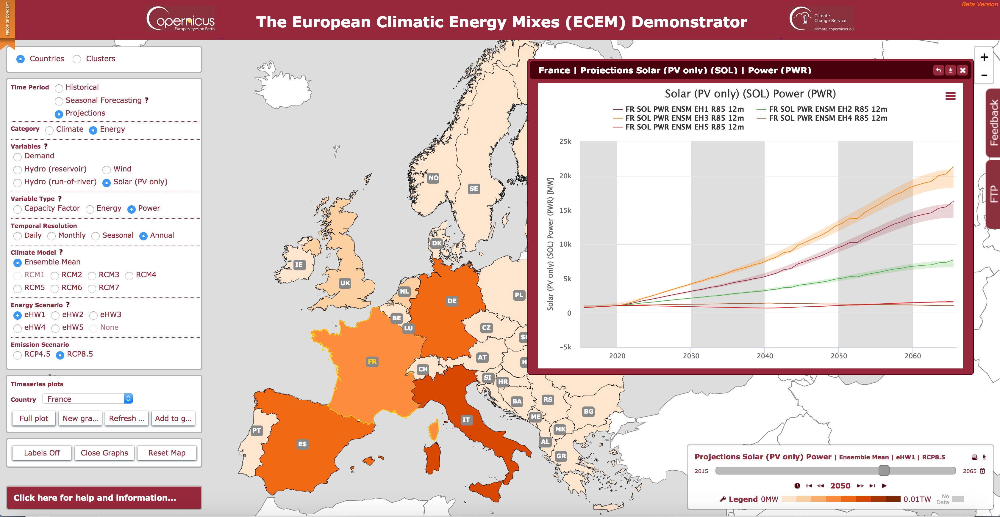 PROOF OF CONCEPT
Copernicus
Europe's eyes on Earth
The European Climatic Energy Mixes (ECEM) Demonstrator
Climate
Change Service
climate.copernicus.eu
Beta Version
Countries Clusters
Time Period Historical
Seasonal Forecasting ?
Projections
Category Climate Energy
Variables ?
Demand
Hydro (reservoir) Wind
Hydro (run-of-river) Solar (PV only)
Variable Type ?
Capacity Factor Energy Power
Temporal Resolution
Daily Monthly Seasonal Annual
Climate Model ?
Ensemble Mean
RCM1 RCM2 RCM3 RCM4
RCM5 RCM6 RCM7
Energy Scenario ?
eHW1 eHW2 eHW3
eHW4 eHW5 None
Emission Scenario
RCP4.5 RCP8.5
Timeseries plots
Country France
Full plot New gra... Refresh ... Add to g...
Labels Off Close Graphs Reset Map
Click here for help and information...
NO
SE
DK
IE
UK
NL
PL
DE
BE
LU
CZ
FR
AT
CH
SI
HR
BA
RS
BG
ME
IT
MK
PT
AL
ES
GR
France | Projections Solar (PV only) (SOL) | Power (PWR)
Solar (PV only) (SOL) Power (PWR)
FR SOL PWR ENSM EH1 R85 12m FR SOL PWR ENSM EH2 R85 12m
FR SOL PWR ENSM EH3 R85 12m FR SOL PWR ENSM EH4 R85 12m
FR SOL PWR ENSM EH5 R85 12m
Solar (PV only) (SOL) Power (PWR) [MW]
25k
20k
15k
10k
5k
0
−5k
2020 2030 2040 2050 2060
+
−
Feedback
FTP
Projections Solar (PV only) Power | Ensemble Mean | eHW1 | RCP8.5
2015 2065
2050
Legend 0MW 0.01TW No Data